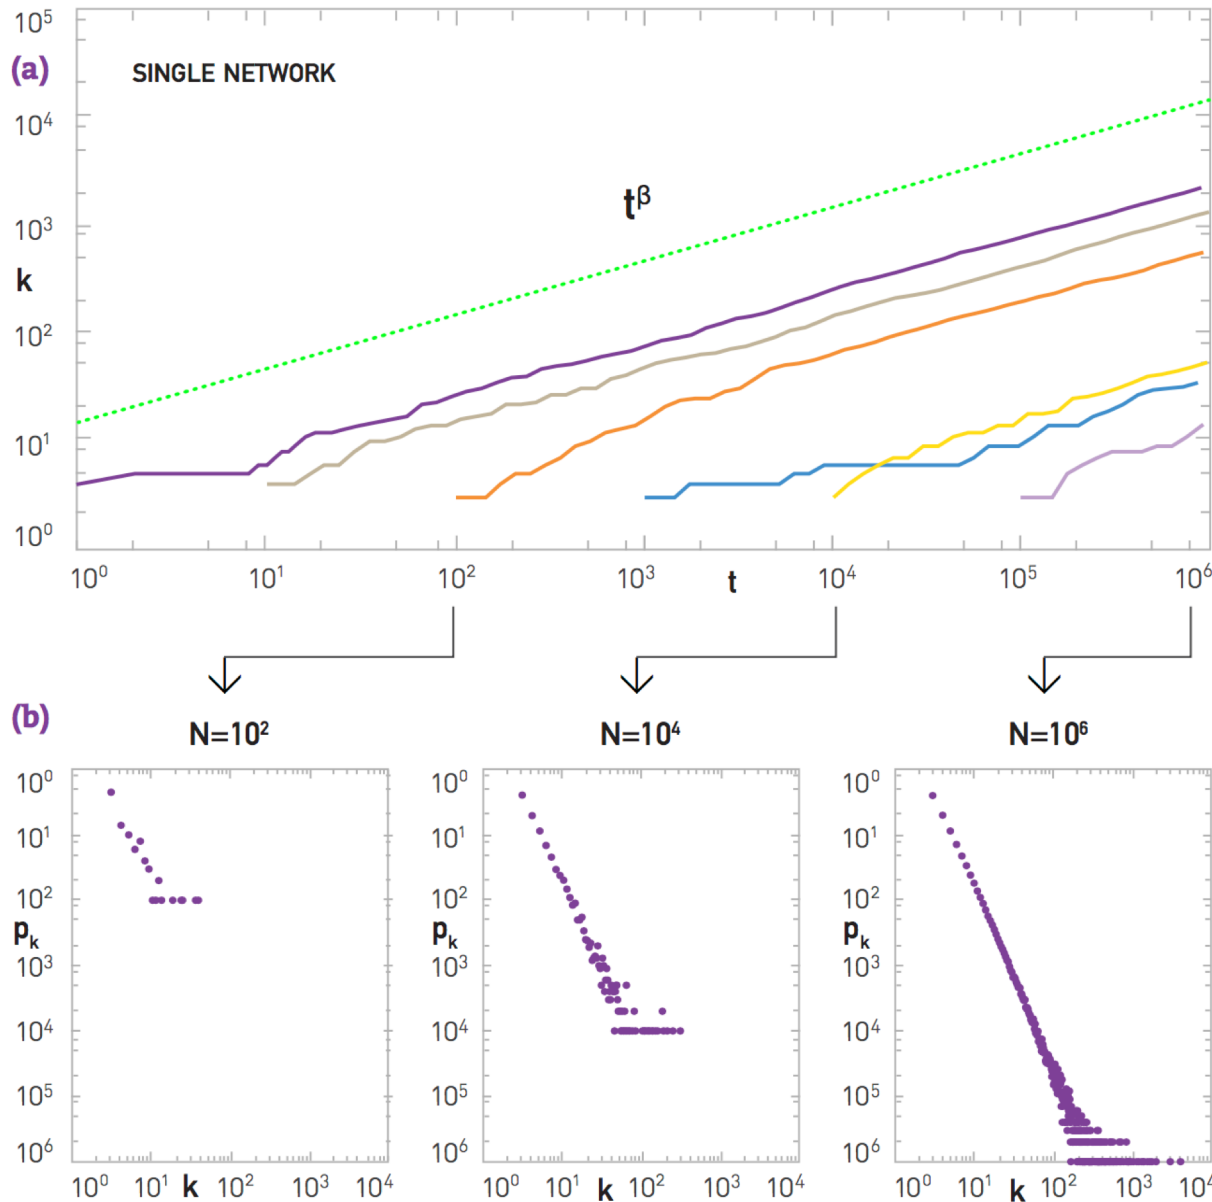 10⁵
(a)
SINGLE NETWORK
10⁴
t^β
10³
k
10²
10¹
10⁰
10⁰ 10¹ 10² 10³ t 10⁴ 10⁵ 10⁶
(b)
N=10² N=10⁴ N=10⁶
10⁰ 10⁰ 10⁰
10¹ 10¹ 10¹
10² 10² 10²
pₖ pₖ pₖ
10³ 10³ 10³
10⁴ 10⁴ 10⁴
10⁵ 10⁵ 10⁵
10⁶ 10⁶ 10⁶
10⁰ 10¹ k 10² 10³ 10⁴ 10⁰ 10¹ k 10² 10³ 10⁴ 10⁰ 10¹ k 10² 10³ 10⁴